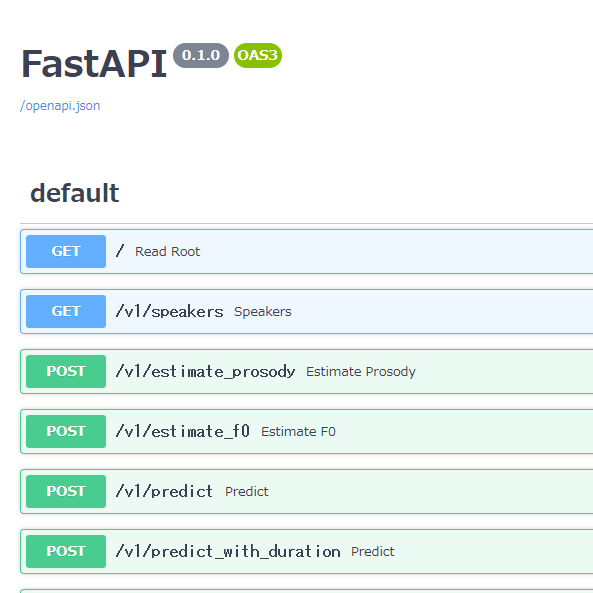 FastAPI 0.1.0 OAS3
/openapi.json
default
GET / Read Root
GET /v1/speakers Speakers
POST /v1/estimate_prosody Estimate Prosody
POST /v1/estimate_f0 Estimate F0
POST /v1/predict Predict
POST /v1/predict_with_duration Predict